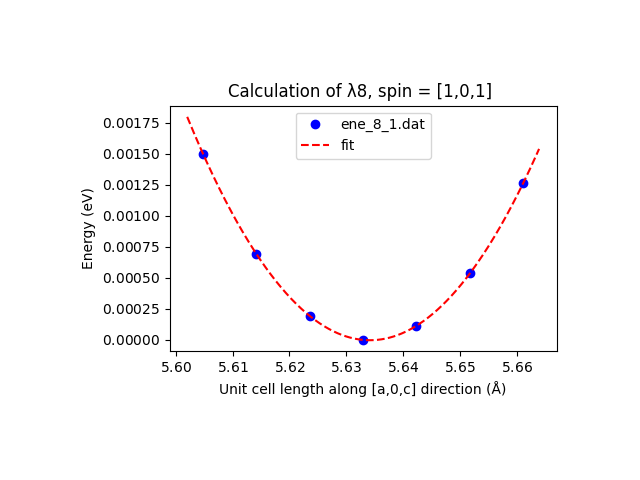 Calculation of λ8, spin = [1,0,1]
ene_8_1.dat
fit
Energy (eV)
0.00175
0.00150
0.00125
0.00100
0.00075
0.00050
0.00025
0.00000
5.60 5.61 5.62 5.63 5.64 5.65 5.66
Unit cell length along [a,0,c] direction (Å)